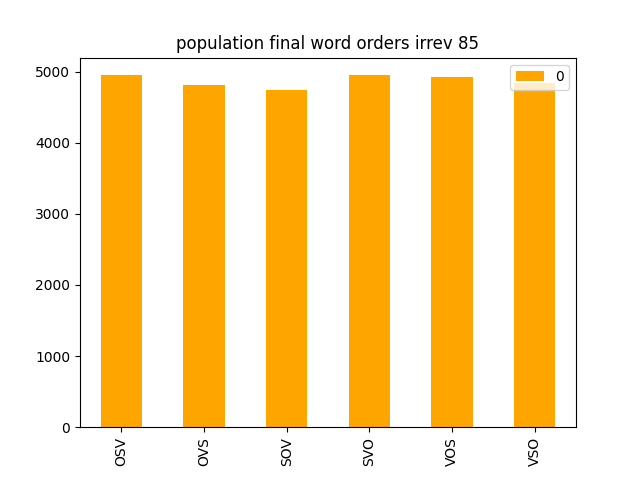 population final word orders irrev 85
0
5000
4000
3000
2000
1000
0
OSV
OVS
SOV
SVO
VOS
VSO